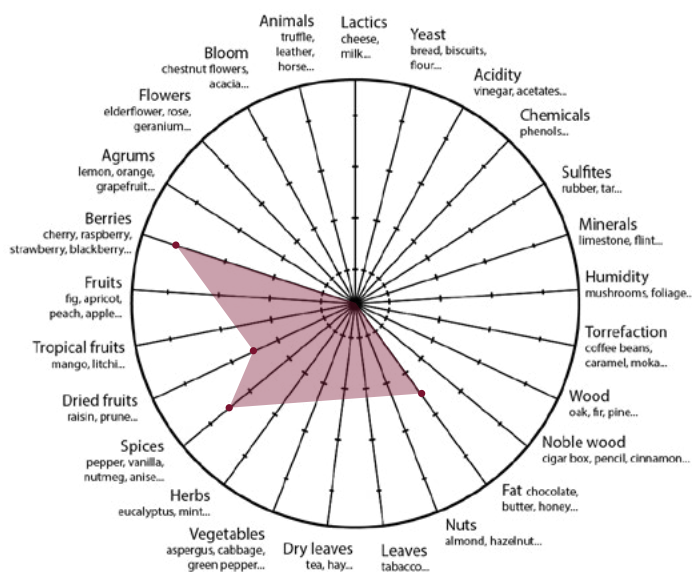 Lactics
cheese,
milk...
Yeast
bread, biscuits,
flour...
Acidity
vinegar, acetates...
Chemicals
phenols...
Sulfites
rubber, tar...
Minerals
limestone, flint...
Humidity
mushrooms, foliage..
Torrefaction
coffee beans,
caramel, moka...
Wood
oak, fir, pine...
Noble wood
cigar box, pencil, cinnamon...
Fat chocolate,
butter, honey...
Nuts
almond, hazelnut...
Leaves
tabacco...
Dry leaves
tea, hay...
Vegetables
aspergus, cabbage,
green pepper...
Herbs
eucalyptus, mint...
Spices
pepper, vanilla,
nutmeg, anise...
Dried fruits
raisin, prune...
Tropical fruits
mango, litchi...
Fruits
fig, apricot,
peach, apple...
Berries
cherry, raspberry,
strawberry, blackberry...
Agrums
lemon, orange,
grapefruit...
Flowers
elderflower, rose,
geranium...
Bloom
chestnut flowers,
acacia...
Animals
truffle,
leather,
horse...